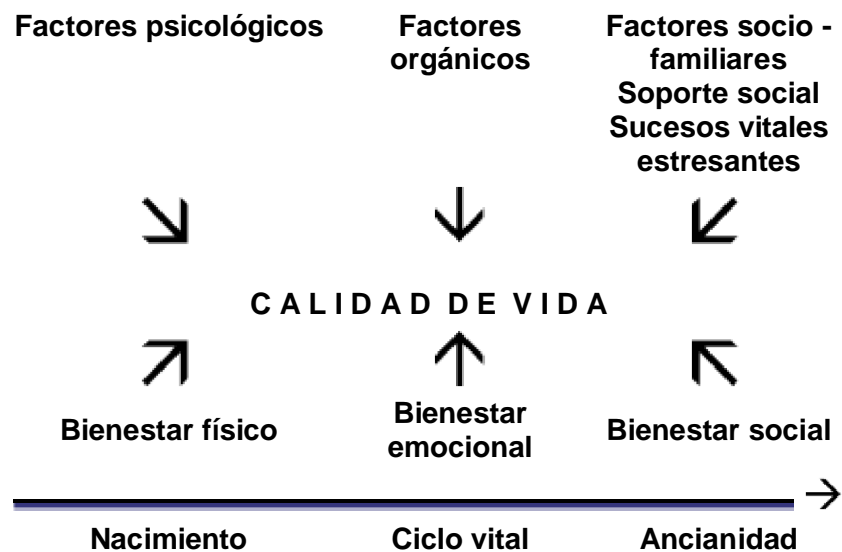 Factores psicológicos
Factores
orgánicos
Factores socio -
familiares
Soporte social
Sucesos vitales
estresantes
C A L I D A D D E V I D A
Bienestar físico
Bienestar
emocional
Bienestar social
Nacimiento
Ciclo vital
Ancianidad